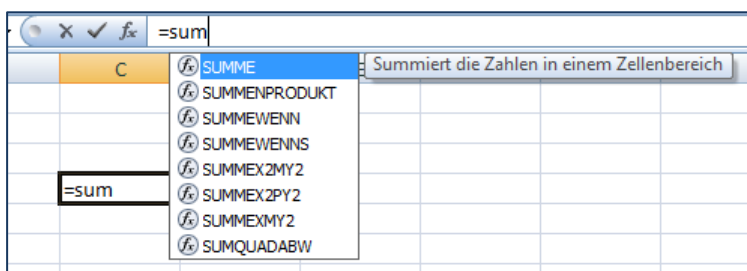 =sum
C
SUMME
Summiert die Zahlen in einem Zellenbereich
SUMMENPRODUKT
SUMMEWENN
SUMMEWENNS
SUMMEX2MY2
=sum
SUMMEX2PY2
SUMMEXMY2
SUMQUADABW